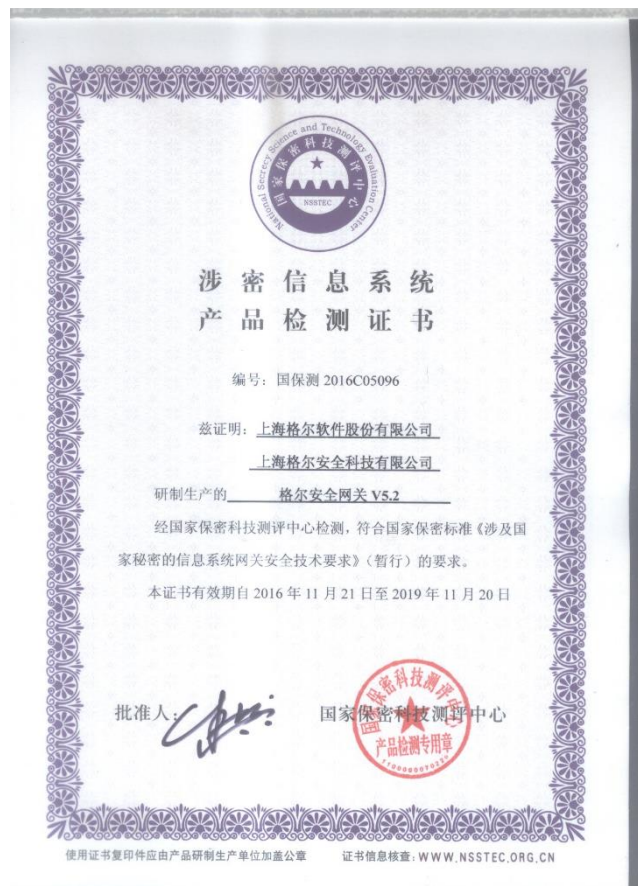 National Secrecy Science and Technology Evaluation Center
国家保密科技测评中心
NSSTEC
涉密信息系统
产品检测证书
编号：国保测 2016C05096
兹证明：上海格尔软件股份有限公司
上海格尔安全科技有限公司
研制生产的 格尔安全网关 V5.2
经国家保密科技测评中心检测，符合国家保密标准《涉及国
家秘密的信息系统网关安全技术要求》（暂行）的要求。
本证书有效期自 2016 年 11 月 21 日至 2019 年 11 月 20 日
批准人：
国家保密科技测评中心
国家保密科技测评中心
产品检测专用章
使用证书复印件应由产品研制生产单位加盖公章
证书信息核查：WWW.NSSTEC.ORG.CN